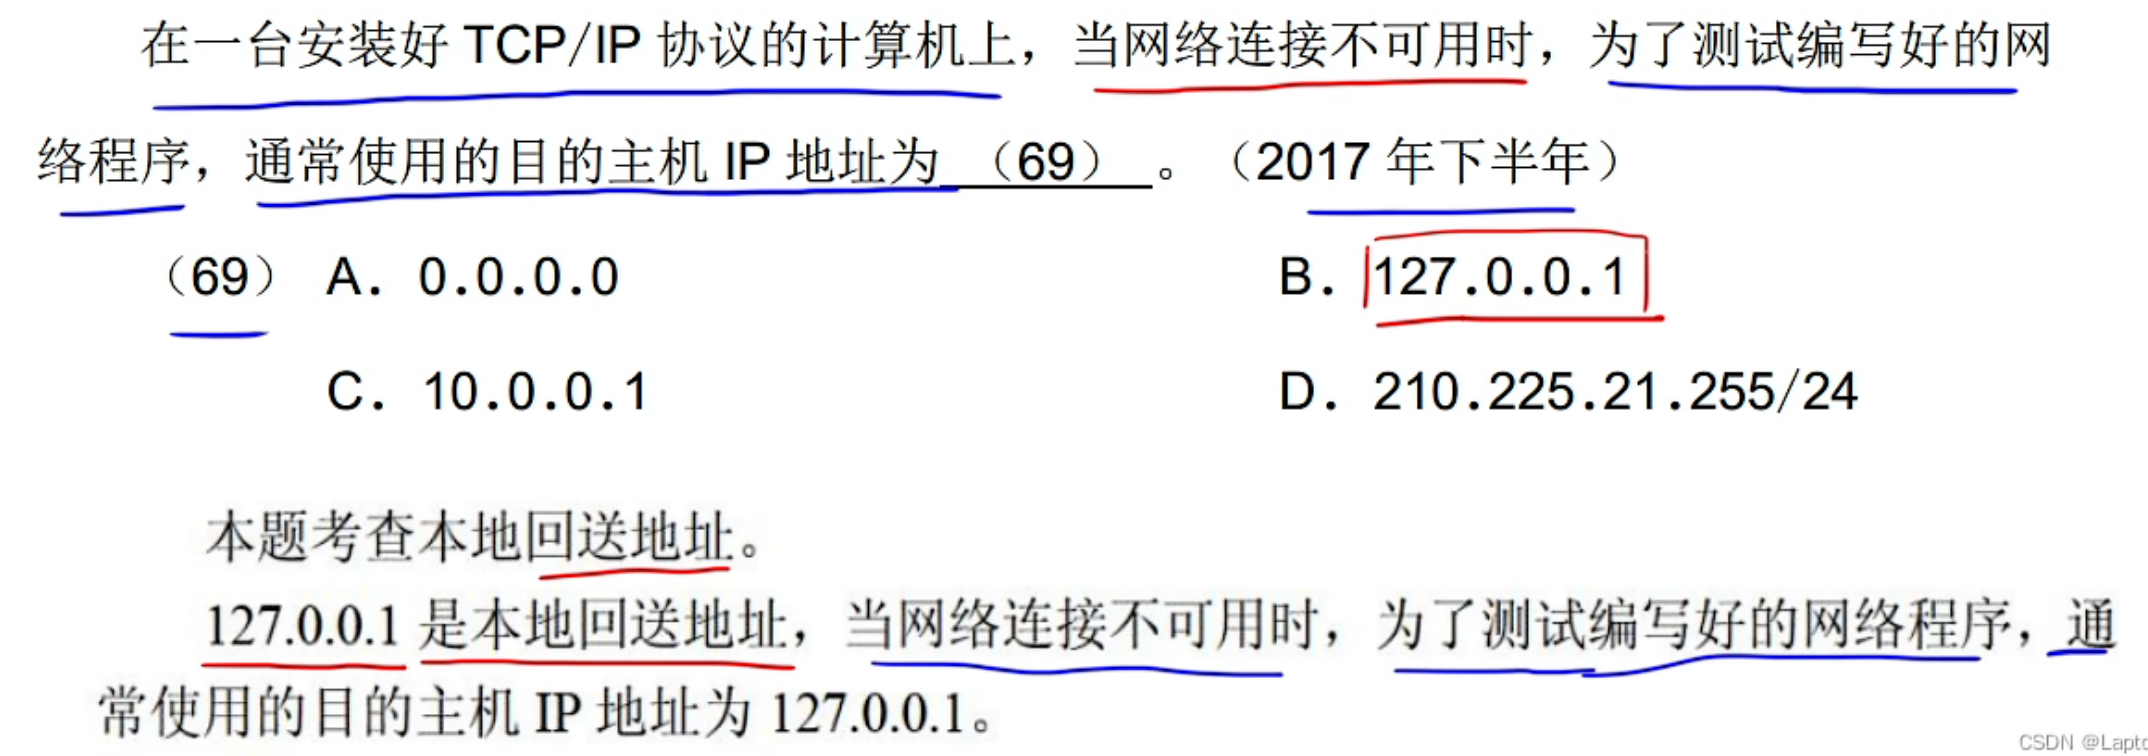 在一台安装好 TCP/IP 协议的计算机上，当网络连接不可用时，为了测试编写好的网
络程序，通常使用的目的主机 IP 地址为 （69） 。（2017 年下半年）
（69） A. 0.0.0.0 B. 127.0.0.1
C. 10.0.0.1 D. 210.225.21.255/24
本题考查本地回送地址。
127.0.0.1 是本地回送地址，当网络连接不可用时，为了测试编写好的网络程序，通
常使用的目的主机 IP 地址为 127.0.0.1。
CSDN